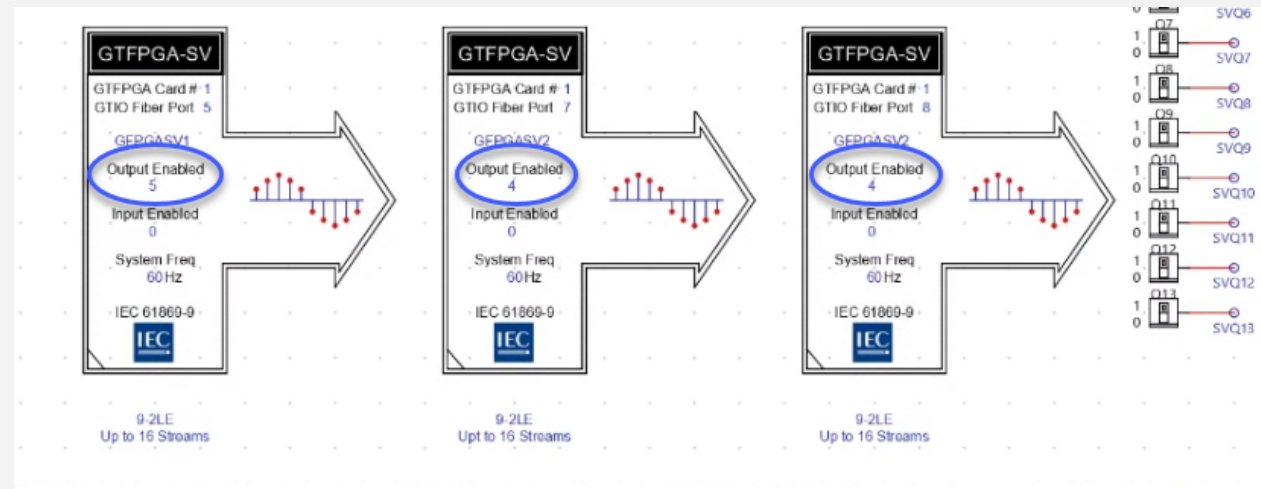 GTFPGA-SV
GTFPGA Card # 1
GTIO Fiber Port 5
GFPGASV1
Output Enabled
5
Input Enabled
0
System Freq
60 Hz
IEC 61869-9
IEC
9-2LE
Up to 16 Streams
GTFPGA-SV
GTFPGA Card # 1
GTIO Fiber Port 7
GFPGASV2
Output Enabled
4
Input Enabled
0
System Freq
60 Hz
IEC 61869-9
IEC
9-2LE
Upt to 16 Streams
GTFPGA-SV
GTFPGA Card # 1
GTIO Fiber Port 8
GFPGASV2
Output Enabled
4
Input Enabled
0
System Freq
60 Hz
IEC 61869-9
IEC
9-2LE
Up to 16 Streams
0
SVQ6
Q7
1
0
SVQ7
Q8
1
0
SVQ8
Q9
1
0
SVQ9
Q10
1
0
SVQ10
Q11
1
0
SVQ11
Q12
1
0
SVQ12
Q13
1
0
SVQ13